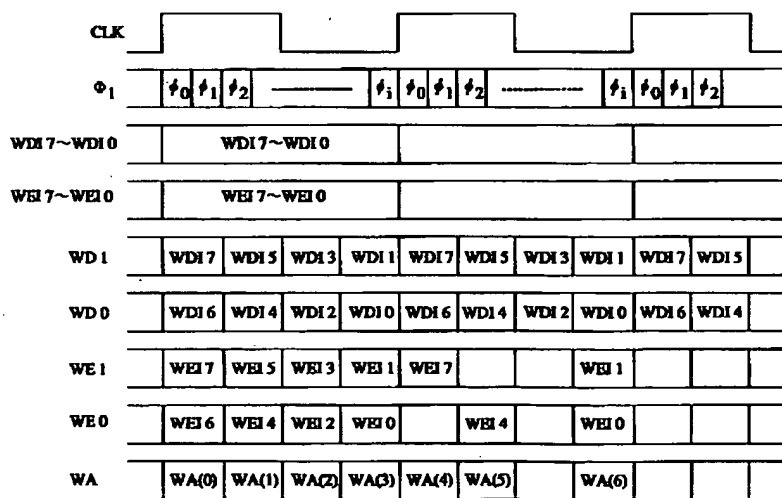 CLK
Φ1 ϕ0 ϕ1 ϕ2 ϕi ϕ0 ϕ1 ϕ2 ϕi ϕ0 ϕ1 ϕ2
WDI 7~WDI 0 WDI 7~WDI 0
WEI 7~WEI 0 WEI 7~WEI 0
WD 1 WDI 7 WDI 5 WDI 3 WDI 1 WDI 7 WDI 5 WDI 3 WDI 1 WDI 7 WDI 5
WD 0 WDI 6 WDI 4 WDI 2 WDI 0 WDI 6 WDI 4 WDI 2 WDI 0 WDI 6 WDI 4
WE 1 WEI 7 WEI 5 WEI 3 WEI 1 WEI 7 WEI 1
WE 0 WEI 6 WEI 4 WEI 2 WEI 0 WEI 4 WEI 0
WA WA(0) WA(1) WA(2) WA(3) WA(4) WA(5) WA(6)